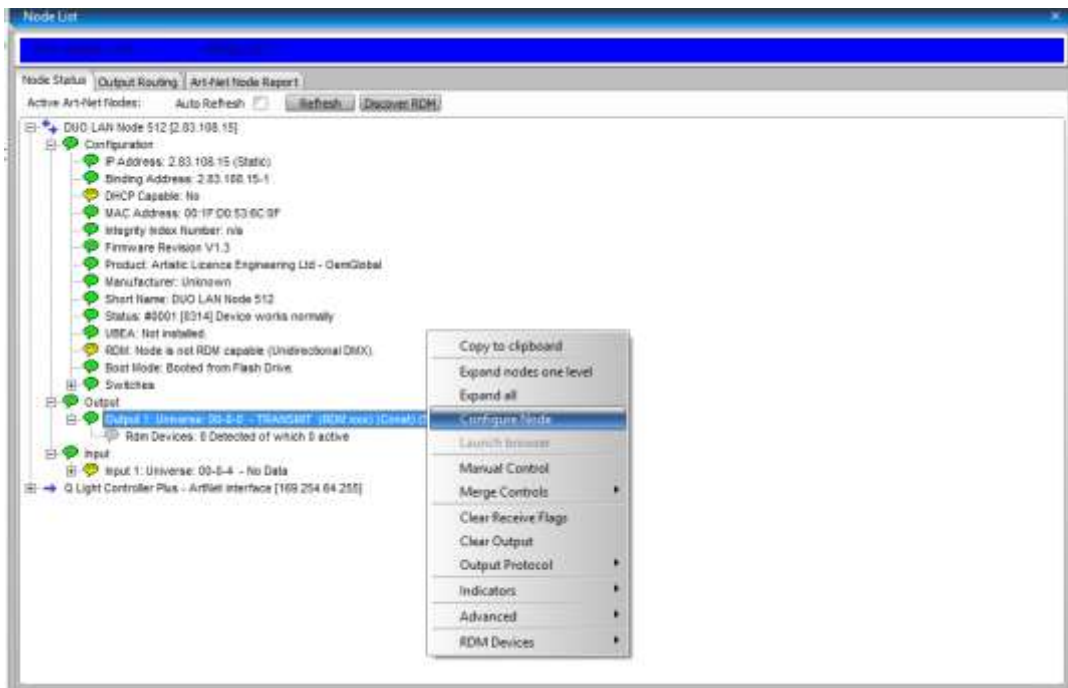 Node List
Node Status Output Routing Art-Net Node Report
Active Art-Net Nodes: Auto Refresh Refresh Discover RDM
DUO LAN Node 512 [2.83.108.15]
Configuration
IP Address: 2.83.108.15 (Static)
Binding Address: 2.83.108.15-1
DHCP Capable: No
MAC Address: 00:1F:D0:53:6C:9F
Integrity Index Number: n/a
Firmware Revision V1.3
Product: Artistic Licence Engineering Ltd - OemGlobal
Manufacturer: Unknown
Short Name: DUO LAN Node 512
Status: #0001 [8314] Device works normally
UBEA: Not installed.
RDM: Node is not RDM capable (Unidirectional DMX).
Boot Mode: Booted from Flash Drive.
Switches
Output
Output 1: Universe: 00-0-0 - TRANSMIT
Rdm Devices: 0 Detected of which 0 active
Input
Input 1: Universe: 00-0-4 - No Data
Q Light Controller Plus - ArtNet interface [169.254.64.255]
Copy to clipboard
Expand nodes one level
Expand all
Configure Node...
Launch browser
Manual Control
Merge Controls
Clear Receive Flags
Clear Output
Output Protocol
Indicators
Advanced
RDM Devices